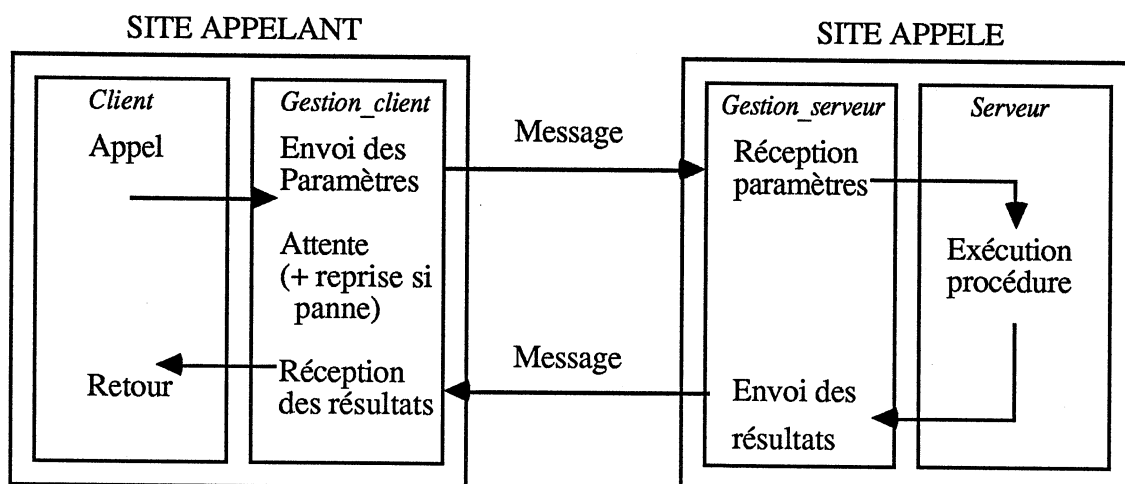 SITE APPELANT
SITE APPELE
Client
Appel
Retour
Gestion_client
Envoi des
Paramètres
Attente
(+ reprise si
panne)
Réception
des résultats
Message
Message
Gestion_serveur
Réception
paramètres
Envoi des
résultats
Serveur
Exécution
procédure